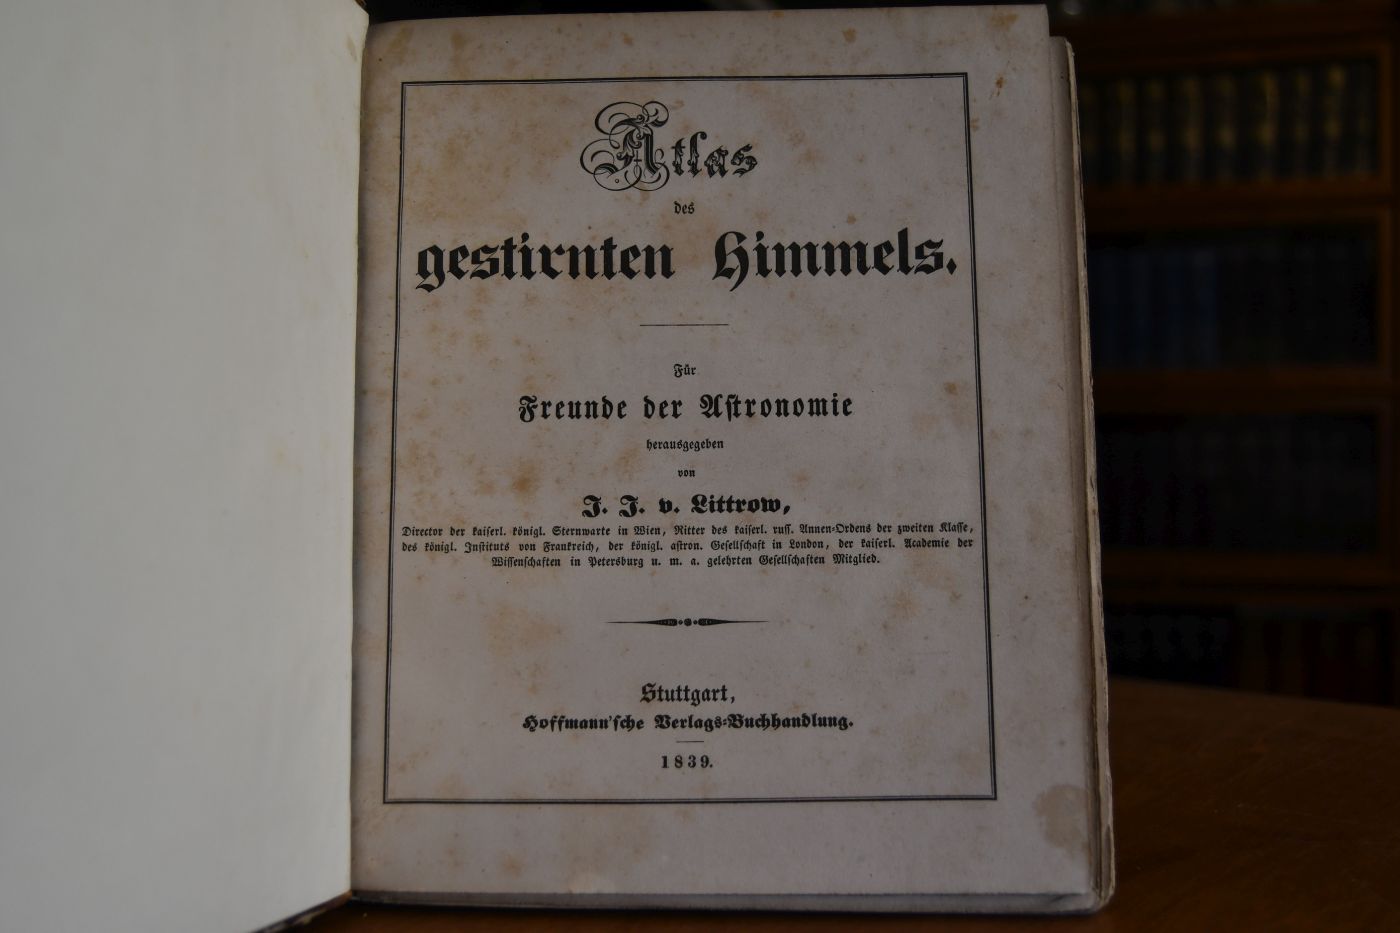 Atlas
des
gestirnten Himmels.
Für
Freunde der Aſtronomie
herausgegeben
von
J. J. v. Littrow,
Director der kaiſerl. königl. Sternwarte in Wien, Ritter des kaiſerl. ruſſ. Annen-Ordens der zweiten Klaſſe,
des königl. Inſtituts von Frankreich, der königl. aſtron. Geſellſchaft in London, der kaiſerl. Academie der
Wiſſenſchaften in Petersburg u. m. a. gelehrten Geſellſchaften Mitglied.
Stuttgart,
Hoffmann'ſche Verlags-Buchhandlung.
1839.